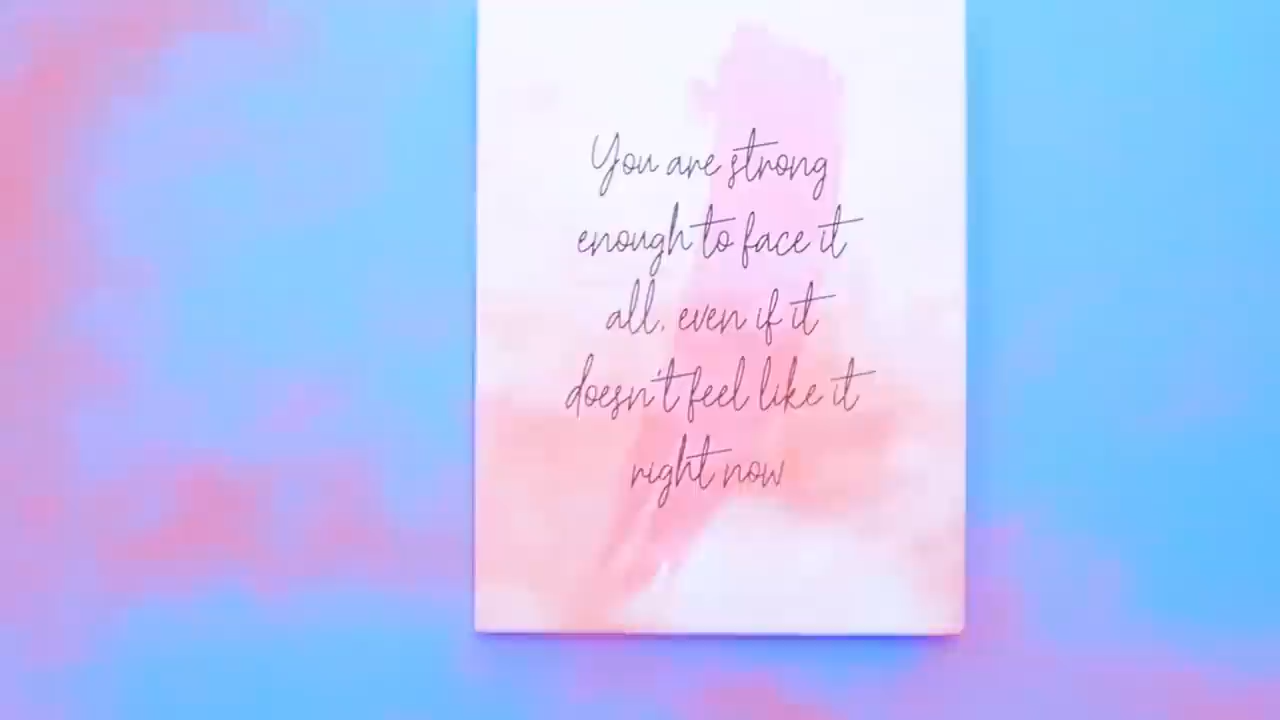 You are strong
enough to face it
all, even if it
doesn't feel like it
right now